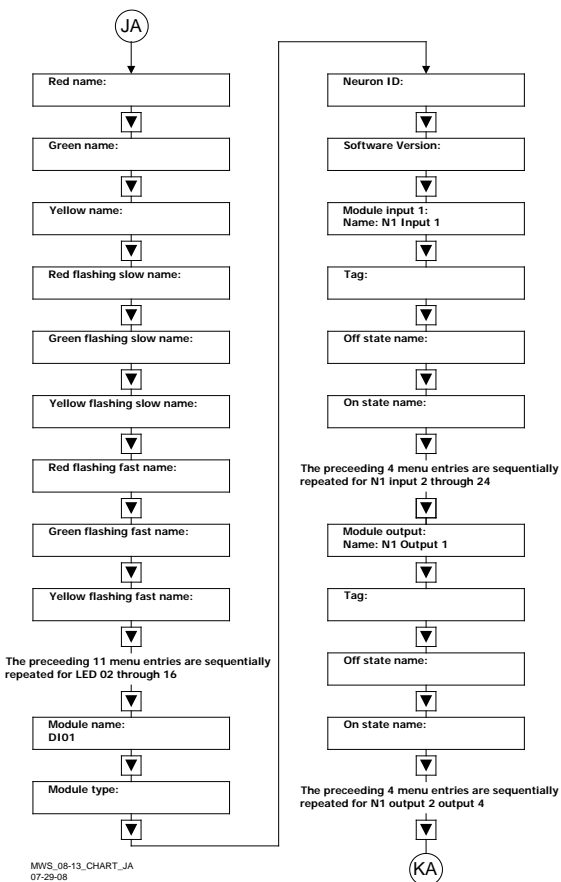 JA
Red name:
Green name:
Yellow name:
Red flashing slow name:
Green flashing slow name:
Yellow flashing slow name:
Red flashing fast name:
Green flashing fast name:
Yellow flashing fast name:
The preceeding 11 menu entries are sequentially
repeated for LED 02 through 16
Module name:
DI01
Module type:
Neuron ID:
Software Version:
Module input 1:
Name: N1 Input 1
Tag:
Off state name:
On state name:
The preceeding 4 menu entries are sequentially
repeated for N1 input 2 through 24
Module output:
Name: N1 Output 1
Tag:
Off state name:
On state name:
The preceeding 4 menu entries are sequentially
repeated for N1 output 2 output 4
KA
MWS_08-13_CHART_JA
07-29-08